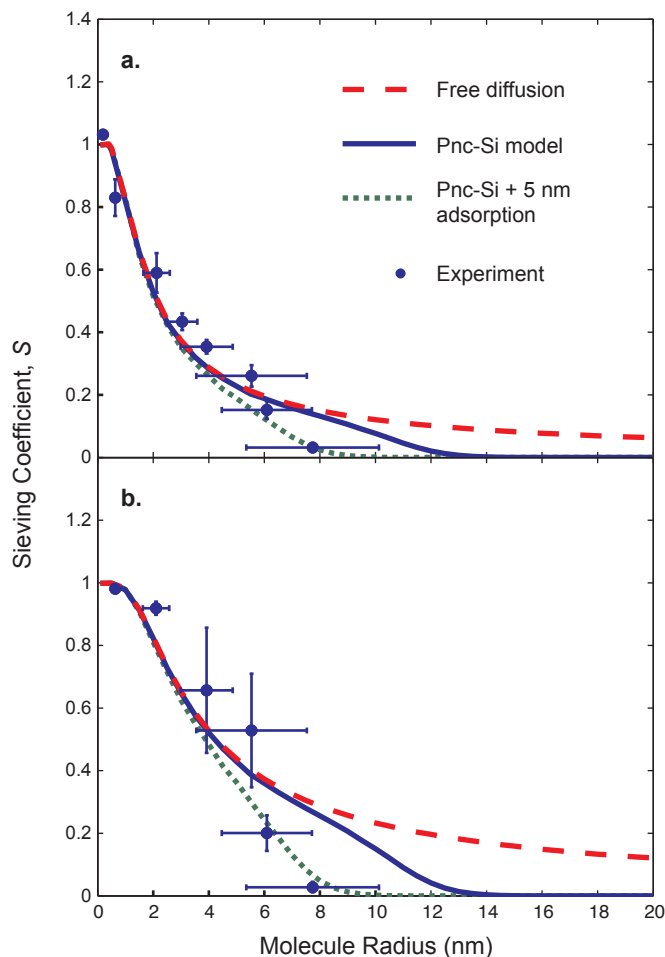 1.4
a.
1.2
1
0.8
0.6
0.4
0.2
0
Free diffusion
Pnc-Si model
Pnc-Si + 5 nm
adsorption
Experiment
Sieving Coefficient, S
b.
1.2
1
0.8
0.6
0.4
0.2
0
0 2 4 6 8 10 12 14 16 18 20
Molecule Radius (nm)